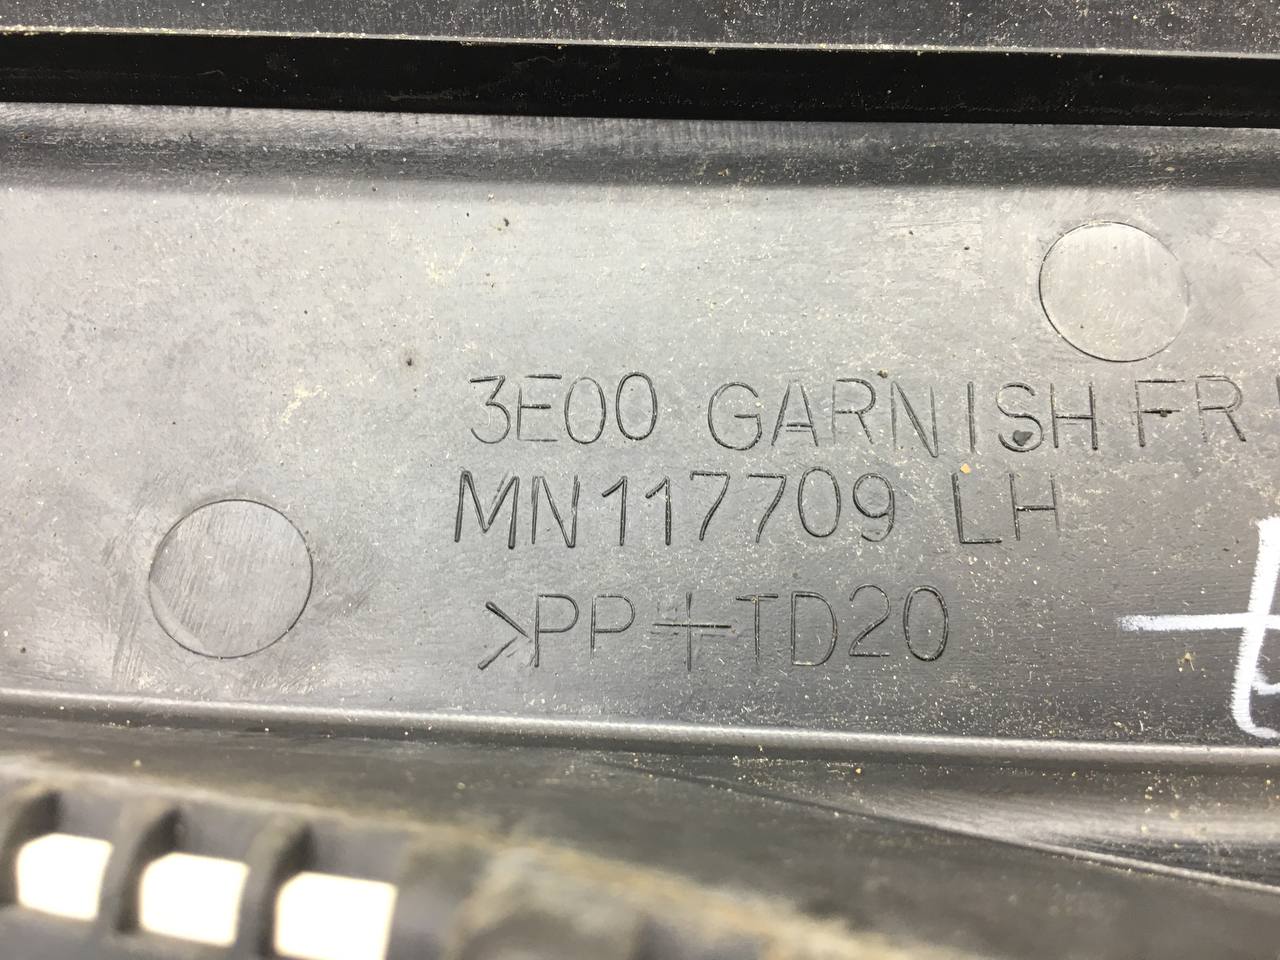 3E00 GARNISH FR
MN117709 LH
>PP+TD20